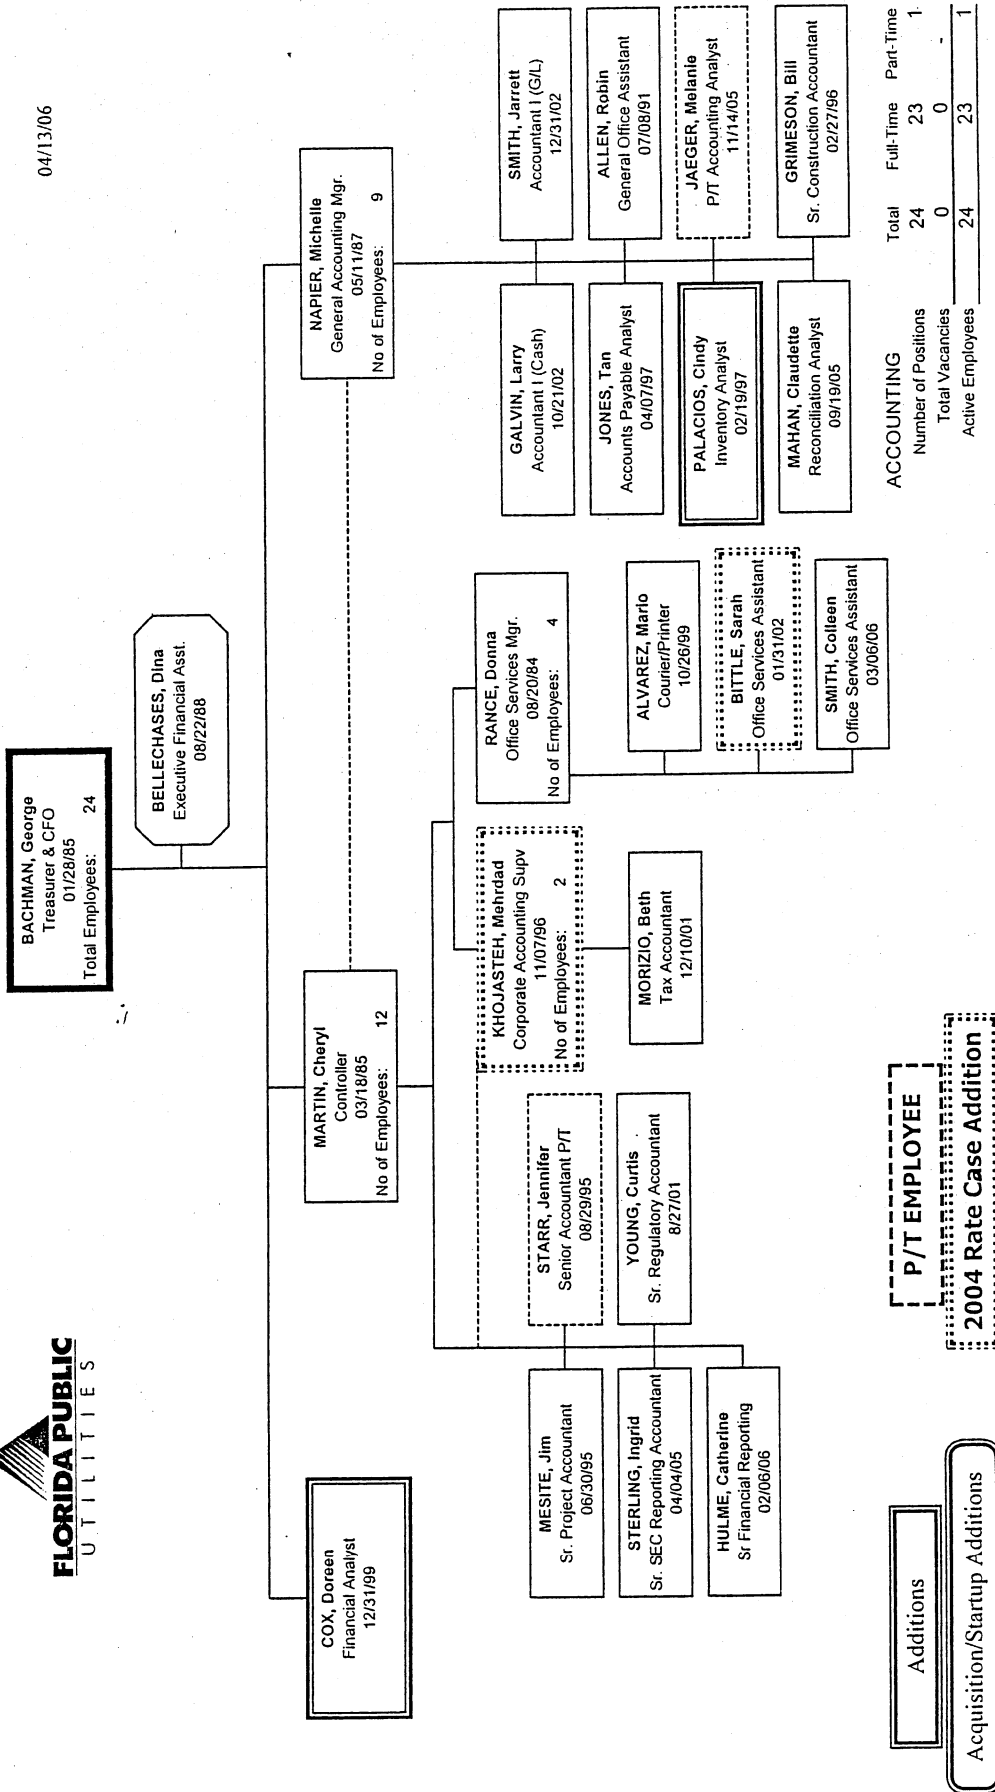 FLORIDA PUBLIC
UTILITIES
04/13/06
BACHMAN, George
Treasurer & CFO
01/28/85
Total Employees: 24
BELLECHASES, Dina
Executive Financial Asst.
08/22/88
COX, Doreen
Financial Analyst
12/31/99
MARTIN, Cheryl
Controller
03/18/85
No of Employees: 12
NAPIER, Michelle
General Accounting Mgr.
05/11/87
No of Employees: 9
MESITE, Jim
Sr. Project Accountant
06/30/95
STARR, Jennifer
Senior Accountant P/T
08/29/95
STERLING, Ingrid
Sr. SEC Reporting Accountant
04/04/05
YOUNG, Curtis
Sr. Regulatory Accountant
8/27/01
HULME, Catherine
Sr Financial Reporting
02/06/06
KHOJASTEH, Mehrdad
Corporate Accounting Supv
11/07/96
No of Employees: 2
MORIZIO, Beth
Tax Accountant
12/10/01
RANCE, Donna
Office Services Mgr.
08/20/84
No of Employees: 4
ALVAREZ, Mario
Courier/Printer
10/26/99
BITTLE, Sarah
Office Services Assistant
01/31/02
SMITH, Colleen
Office Services Assistant
03/06/06
GALVIN, Larry
Accountant I (Cash)
10/21/02
SMITH, Jarrett
Accountant I (G/L)
12/31/02
JONES, Tan
Accounts Payable Analyst
04/07/97
ALLEN, Robin
General Office Assistant
07/08/91
PALACIOS, Cindy
Inventory Analyst
02/19/97
JAEGER, Melanie
P/T Accounting Analyst
11/14/05
MAHAN, Claudette
Reconciliation Analyst
09/19/05
GRIMESON, Bill
Sr. Construction Accountant
02/27/96
Additions
Acquisition/Startup Additions
P/T EMPLOYEE
2004 Rate Case Addition
ACCOUNTING Total Full-Time Part-Time
Number of Positions 24 23 1
Total Vacancies 0 0 -
Active Employees 24 23 1